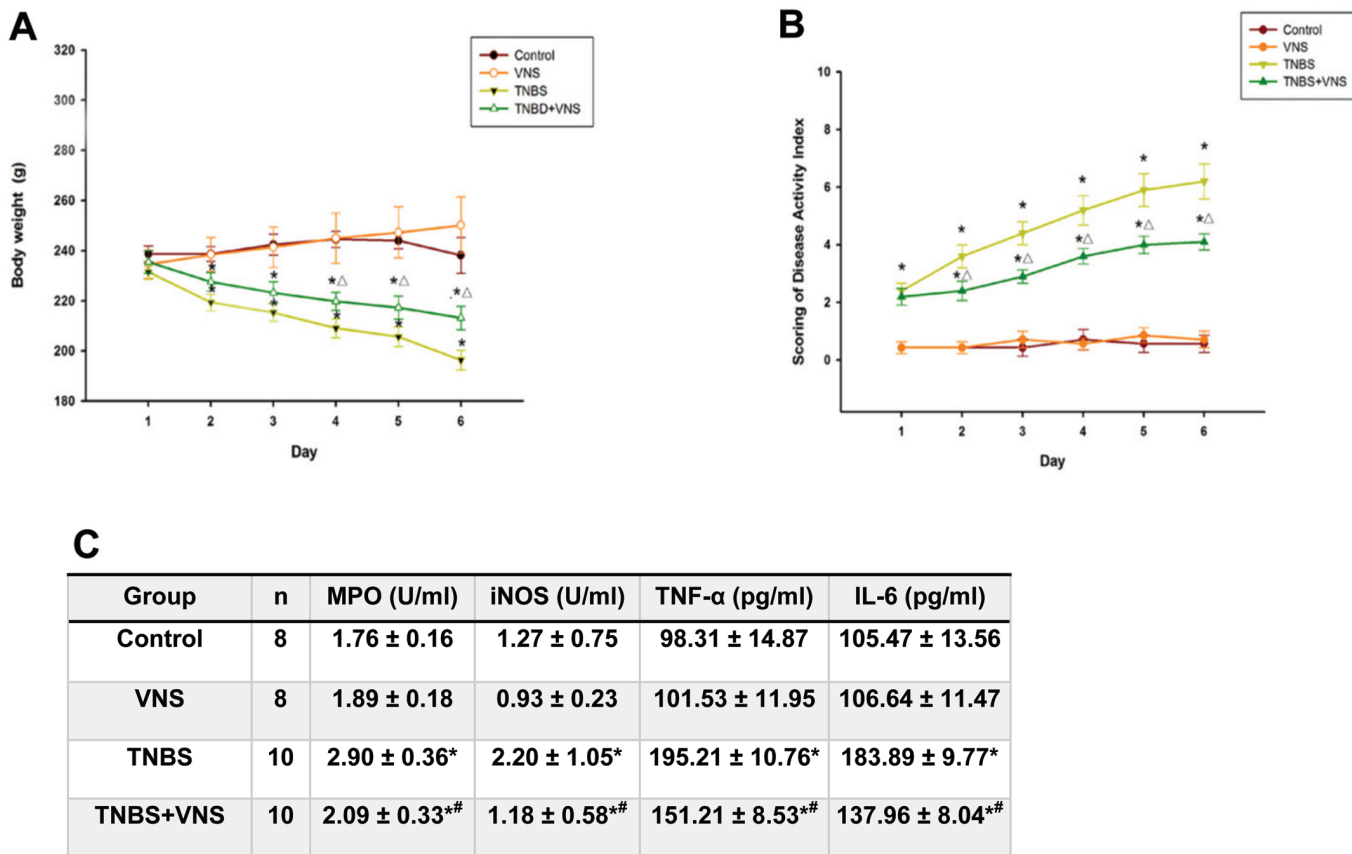 A
Control
VNS
TNBS
TNBD+VNS
320
300
280
260
240
220
200
180
Body weight (g)
* * *△ *△ .*△
* * * * *
1 2 3 4 5 6
Day
B
Control
VNS
TNBS
TNBS+VNS
10
8
6
4
2
0
Scoring of Disease Activity Index
* * * * * *
*△ *△ *△ *△ *△
1 2 3 4 5 6
Day
C
Group n MPO (U/ml) iNOS (U/ml) TNF-α (pg/ml) IL-6 (pg/ml)
Control 8 1.76 ± 0.16 1.27 ± 0.75 98.31 ± 14.87 105.47 ± 13.56
VNS 8 1.89 ± 0.18 0.93 ± 0.23 101.53 ± 11.95 106.64 ± 11.47
TNBS 10 2.90 ± 0.36* 2.20 ± 1.05* 195.21 ± 10.76* 183.89 ± 9.77*
TNBS+VNS 10 2.09 ± 0.33*# 1.18 ± 0.58*# 151.21 ± 8.53*# 137.96 ± 8.04*#